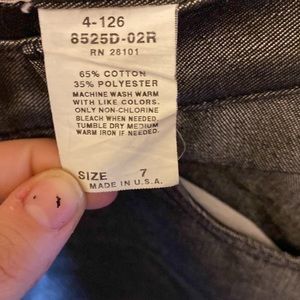 4-126
8525D-02R
RN 28101
65% COTTON
35% POLYESTER
MACHINE WASH WARM
WITH LIKE COLORS.
ONLY NON-CHLORINE
BLEACH WHEN NEEDED.
TUMBLE DRY MEDIUM
WARM IRON IF NEEDED.
SIZE 7
MADE IN U.S.A.